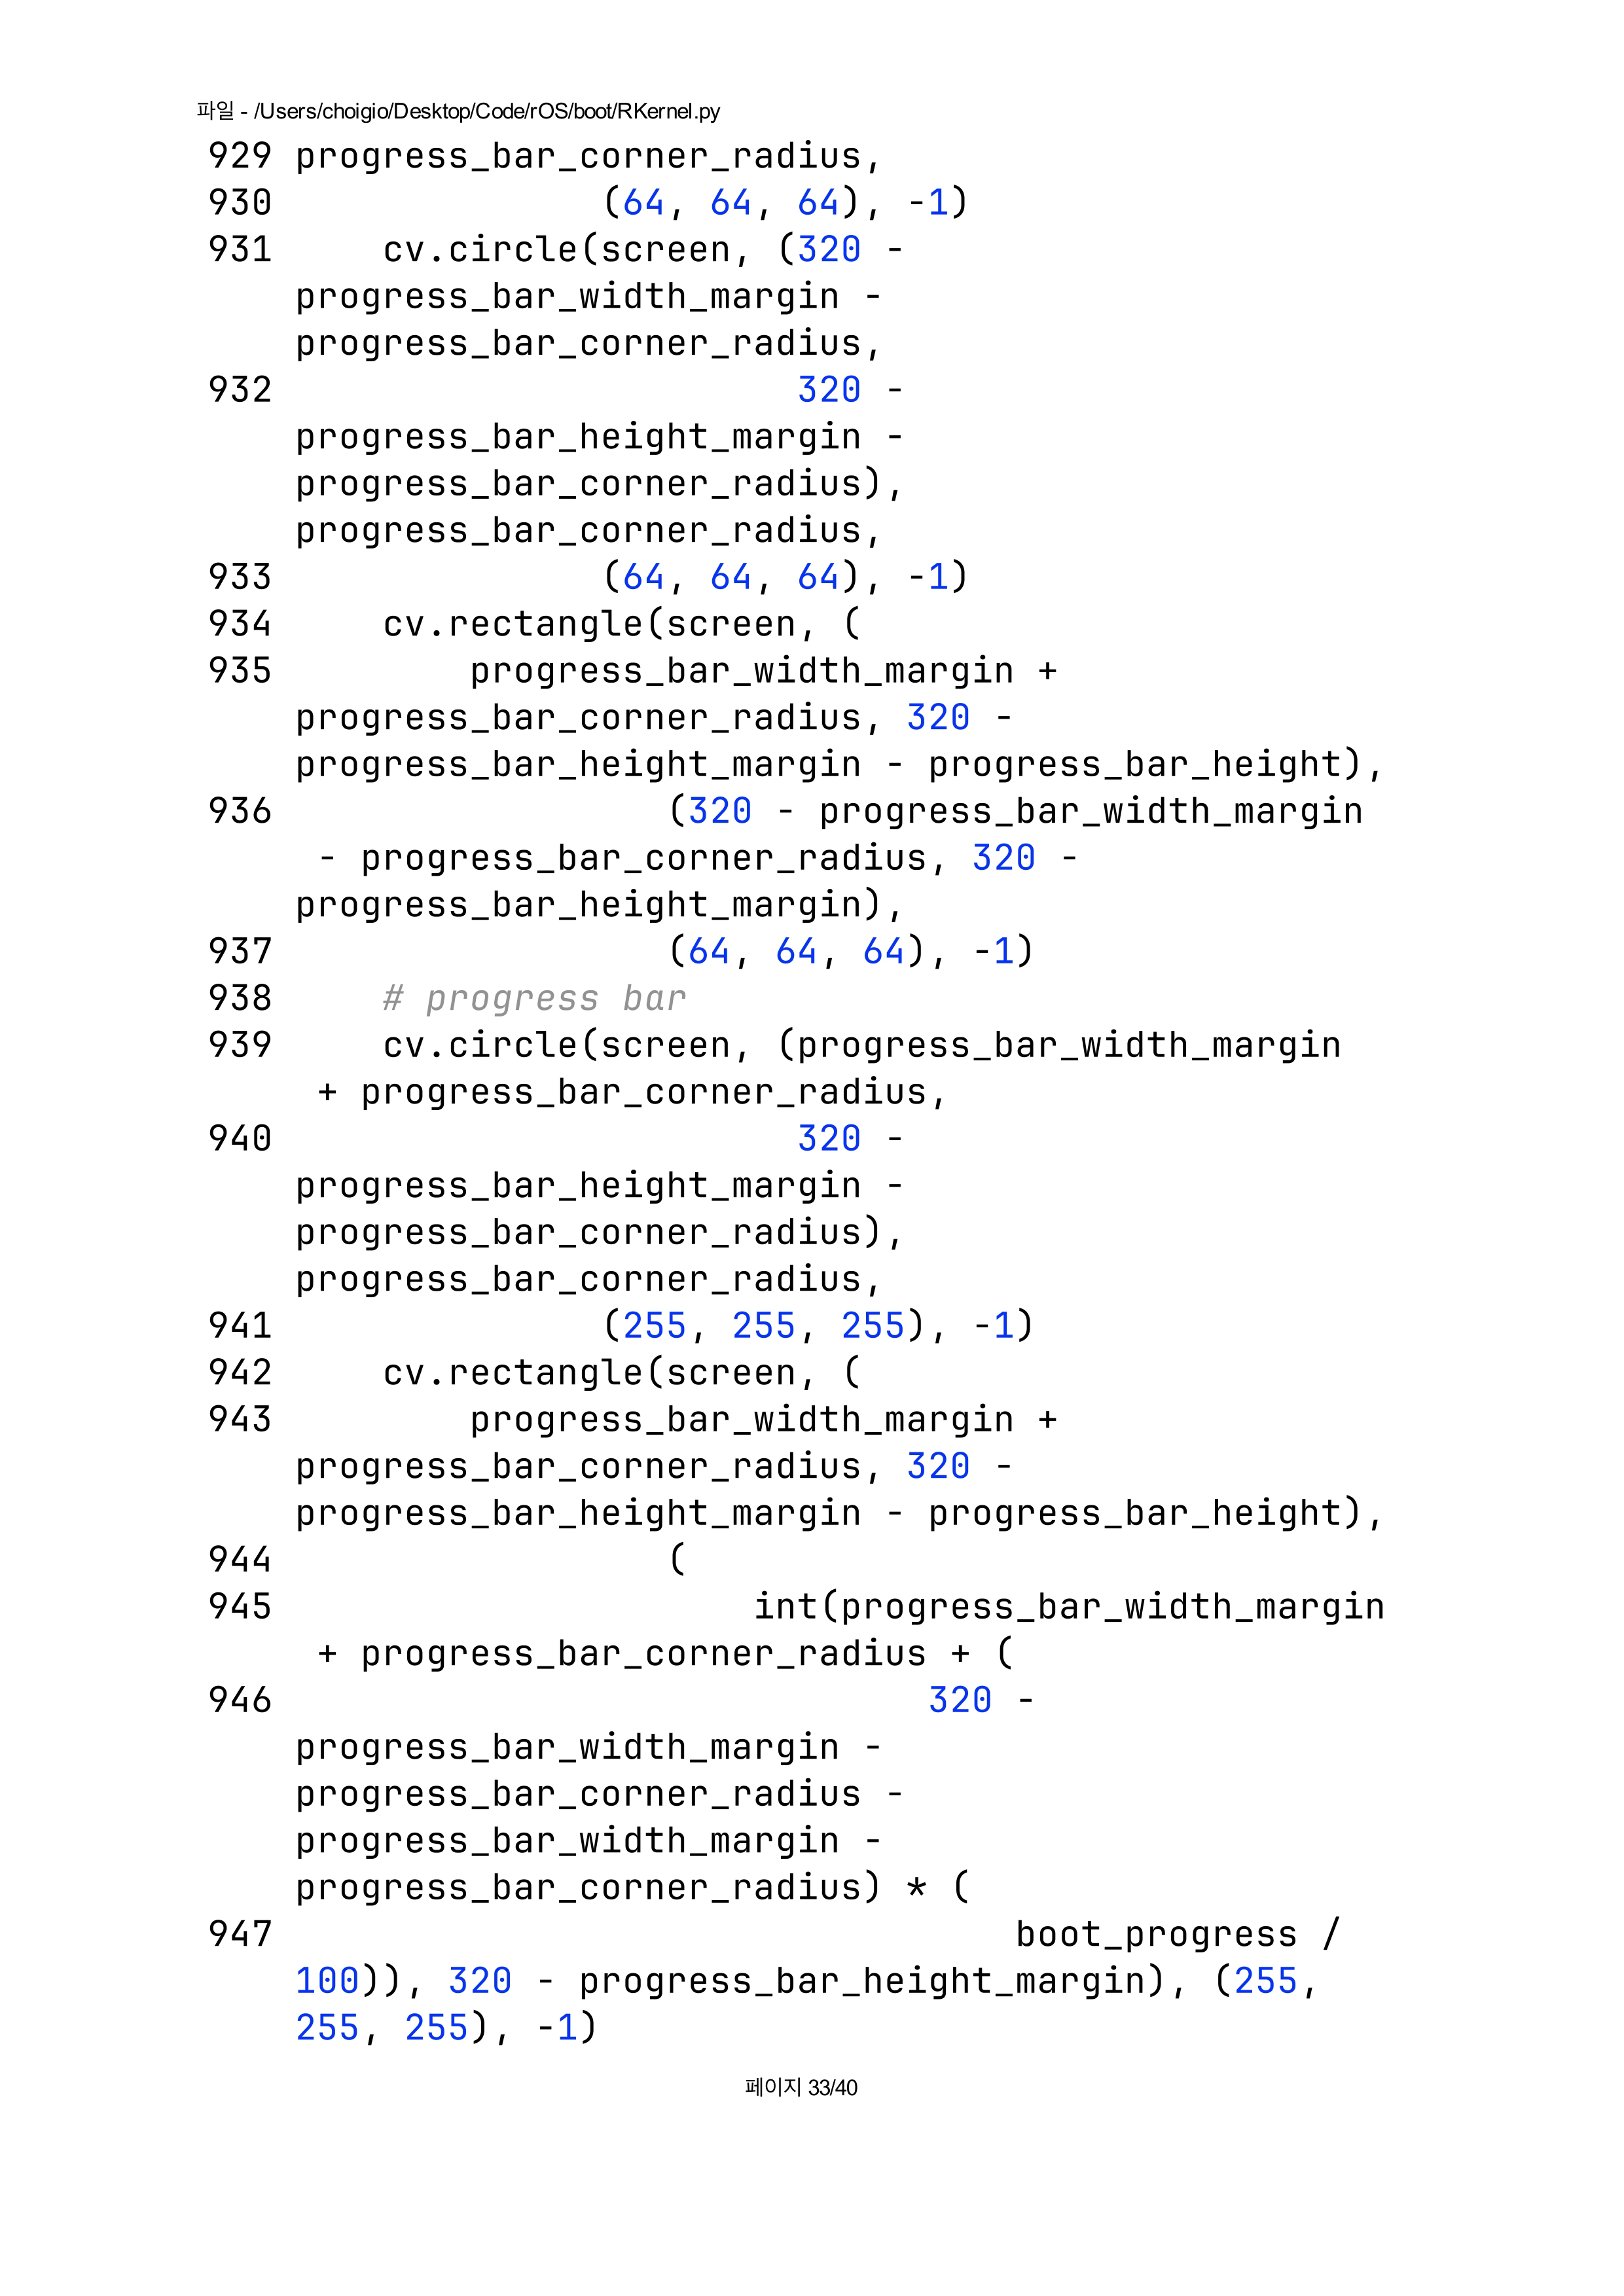 파일 - /Users/choigio/Desktop/Code/rOS/boot/RKernel.py
929 progress_bar_corner_radius,
930 (64, 64, 64), -1)
931 cv.circle(screen, (320 -
progress_bar_width_margin -
progress_bar_corner_radius,
932 320 -
progress_bar_height_margin -
progress_bar_corner_radius),
progress_bar_corner_radius,
933 (64, 64, 64), -1)
934 cv.rectangle(screen, (
935 progress_bar_width_margin +
progress_bar_corner_radius, 320 -
progress_bar_height_margin - progress_bar_height),
936 (320 - progress_bar_width_margin
- progress_bar_corner_radius, 320 -
progress_bar_height_margin),
937 (64, 64, 64), -1)
938 # progress bar
939 cv.circle(screen, (progress_bar_width_margin
+ progress_bar_corner_radius,
940 320 -
progress_bar_height_margin -
progress_bar_corner_radius),
progress_bar_corner_radius,
941 (255, 255, 255), -1)
942 cv.rectangle(screen, (
943 progress_bar_width_margin +
progress_bar_corner_radius, 320 -
progress_bar_height_margin - progress_bar_height),
944 (
945 int(progress_bar_width_margin
+ progress_bar_corner_radius + (
946 320 -
progress_bar_width_margin -
progress_bar_corner_radius -
progress_bar_width_margin -
progress_bar_corner_radius) * (
947 boot_progress /
100)), 320 - progress_bar_height_margin), (255,
255, 255), -1)
페이지 33/40